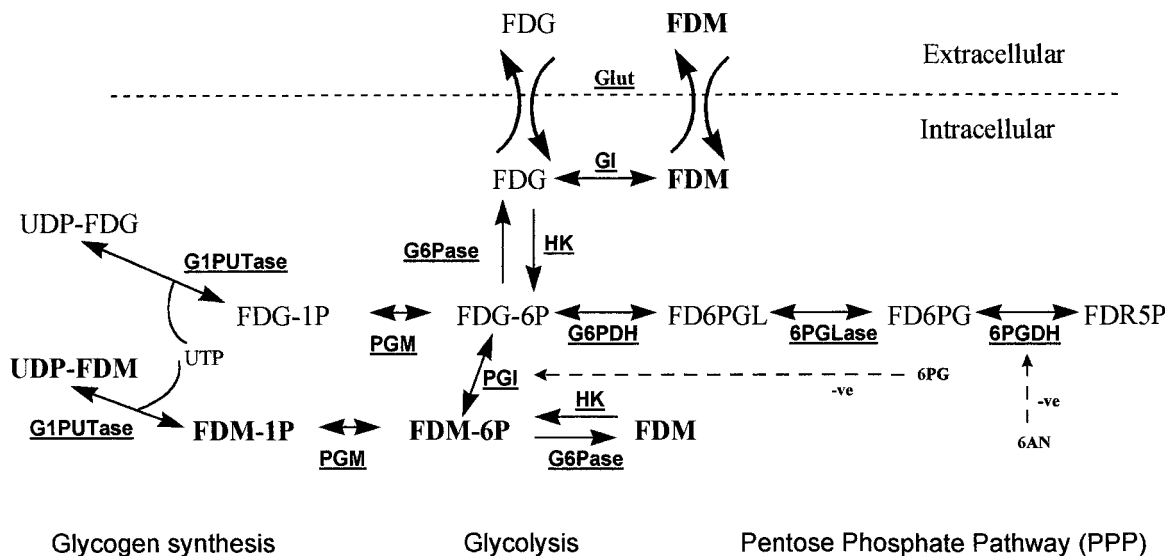 FDG FDM
Extracellular
Glut
Intracellular
GI
FDG FDM
UDP-FDG
G6Pase HK
G1PUTase
FDG-1P FDG-6P FD6PGL FD6PG FDR5P
PGM G6PDH 6PGLase 6PGDH
UTP
UDP-FDM
PGI -ve 6PG -ve
HK
G1PUTase FDM-1P FDM-6P FDM
PGM G6Pase 6AN
Glycogen synthesis Glycolysis Pentose Phosphate Pathway (PPP)